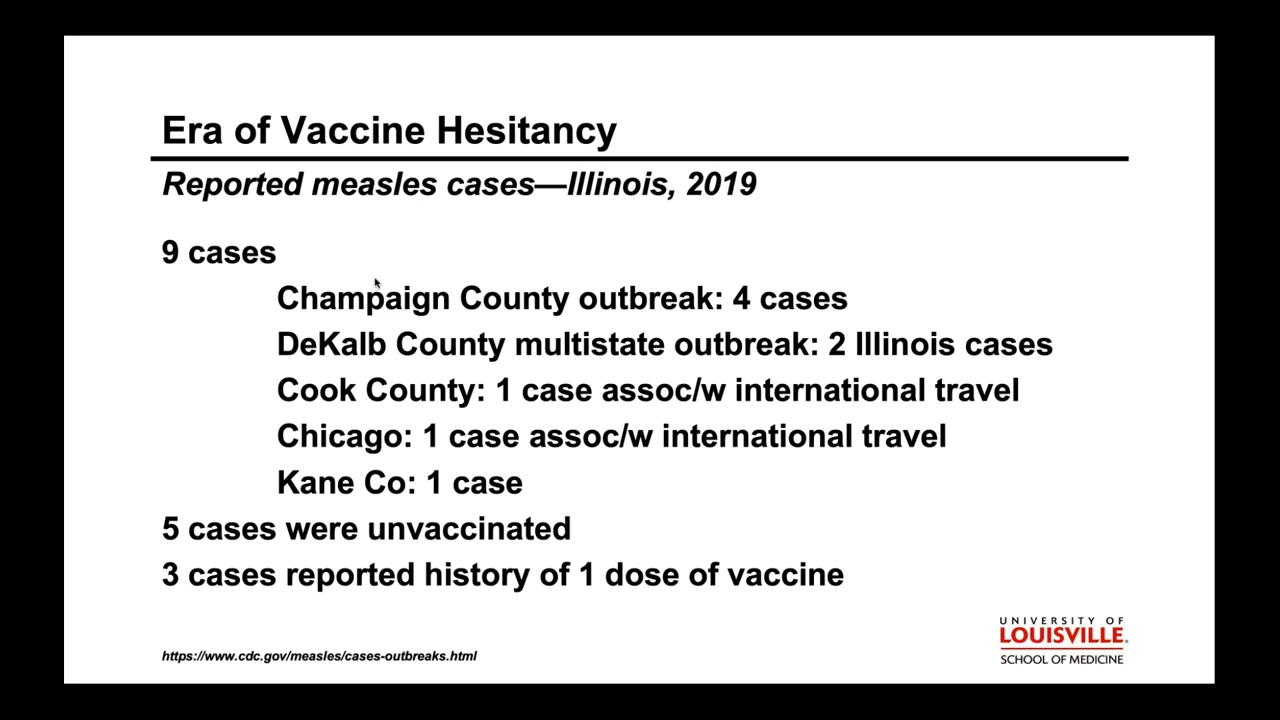 Era of Vaccine Hesitancy
Reported measles cases—Illinois, 2019
9 cases
Champaign County outbreak: 4 cases
DeKalb County multistate outbreak: 2 Illinois cases
Cook County: 1 case assoc/w international travel
Chicago: 1 case assoc/w international travel
Kane Co: 1 case
5 cases were unvaccinated
3 cases reported history of 1 dose of vaccine
https://www.cdc.gov/measles/cases-outbreaks.html
UNIVERSITY OF
LOUISVILLE.
SCHOOL OF MEDICINE